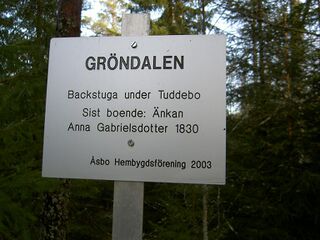 GRÖNDALEN
Backstuga under Tuddebo
Sist boende: Änkan
Anna Gabrielsdotter 1830
Åsbo Hembygdsförening 2003